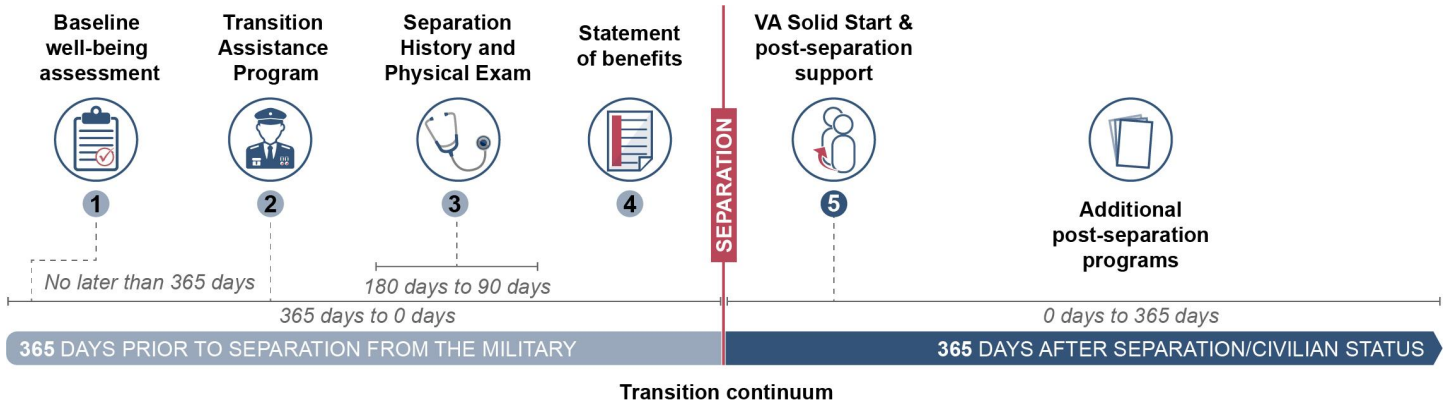 Baseline
well-being
assessment
1
No later than 365 days
Transition
Assistance
Program
2
365 days to 0 days
Separation
History and
Physical Exam
3
180 days to 90 days
Statement
of benefits
4
SEPARATION
VA Solid Start &
post-separation
support
5
Additional
post-separation
programs
0 days to 365 days
365 DAYS PRIOR TO SEPARATION FROM THE MILITARY
365 DAYS AFTER SEPARATION/CIVILIAN STATUS
Transition continuum